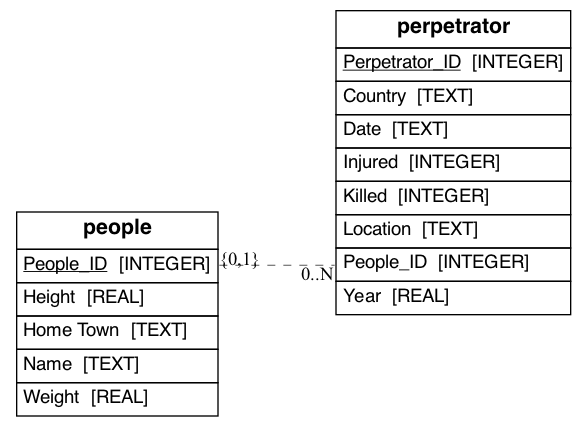 perpetrator
Perpetrator_ID [INTEGER]
Country [TEXT]
Date [TEXT]
Injured [INTEGER]
Killed [INTEGER]
Location [TEXT]
People_ID [INTEGER]
Year [REAL]
people
People_ID [INTEGER]
Height [REAL]
Home Town [TEXT]
Name [TEXT]
Weight [REAL]
{0,1}
0..N